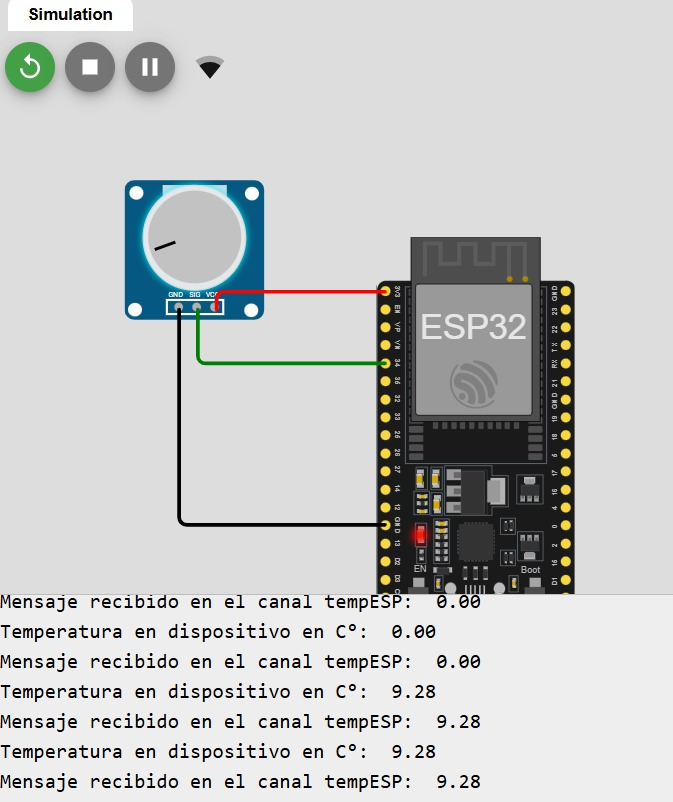 Simulation
GND SIG VCC
ESP32
3V3
EN
VP
VN
34
35
32
33
25
26
27
14
12
GND
13
D2
D3
GND
23
22
TX
RX
21
GND
19
18
5
17
16
4
0
2
15
D1
EN
Boot
Mensaje recibido en el canal tempESP:  0.00
Temperatura en dispositivo en C°:  0.00
Mensaje recibido en el canal tempESP:  0.00
Temperatura en dispositivo en C°:  9.28
Mensaje recibido en el canal tempESP:  9.28
Temperatura en dispositivo en C°:  9.28
Mensaje recibido en el canal tempESP:  9.28